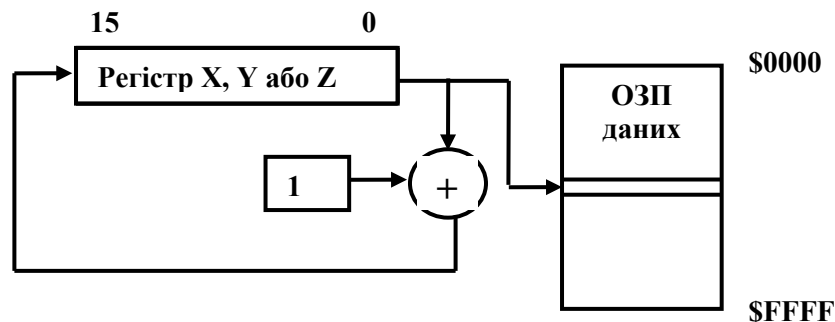 15 0
$0000
Регістр X, Y або Z
ОЗП
даних
1
+
$FFFF